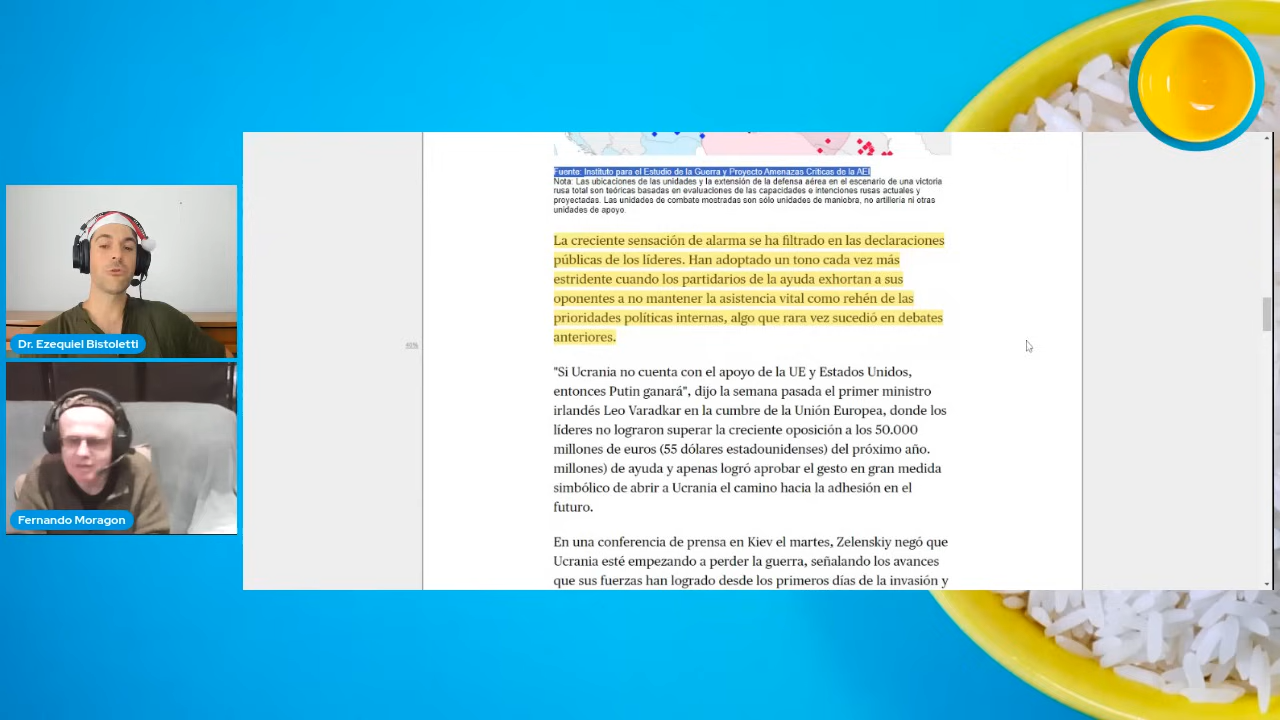 Fuente: Instituto para el Estudio de la Guerra y Proyecto Amenazas Críticas de la AEI
Nota: Las ubicaciones de las unidades y la extensión de la defensa aérea en el escenario de una victoria
rusa total son teóricas basadas en evaluaciones de las capacidades e intenciones rusas actuales y
proyectadas. Las unidades de combate mostradas son sólo unidades de maniobra, no artillería ni otras
unidades de apoyo.
La creciente sensación de alarma se ha filtrado en las declaraciones
públicas de los líderes. Han adoptado un tono cada vez más
estridente cuando los partidarios de la ayuda exhortan a sus
oponentes a no mantener la asistencia vital como rehén de las
prioridades políticas internas, algo que rara vez sucedió en debates
anteriores.
"Si Ucrania no cuenta con el apoyo de la UE y Estados Unidos,
entonces Putin ganará", dijo la semana pasada el primer ministro
irlandés Leo Varadkar en la cumbre de la Unión Europea, donde los
líderes no lograron superar la creciente oposición a los 50.000
millones de euros (55 dólares estadounidenses) del próximo año.
millones) de ayuda y apenas logró aprobar el gesto en gran medida
simbólico de abrir a Ucrania el camino hacia la adhesión en el
futuro.
En una conferencia de prensa en Kiev el martes, Zelenskiy negó que
Ucrania esté empezando a perder la guerra, señalando los avances
que sus fuerzas han logrado desde los primeros días de la invasión y
Dr. Ezequiel Bistoletti
Fernando Moragon